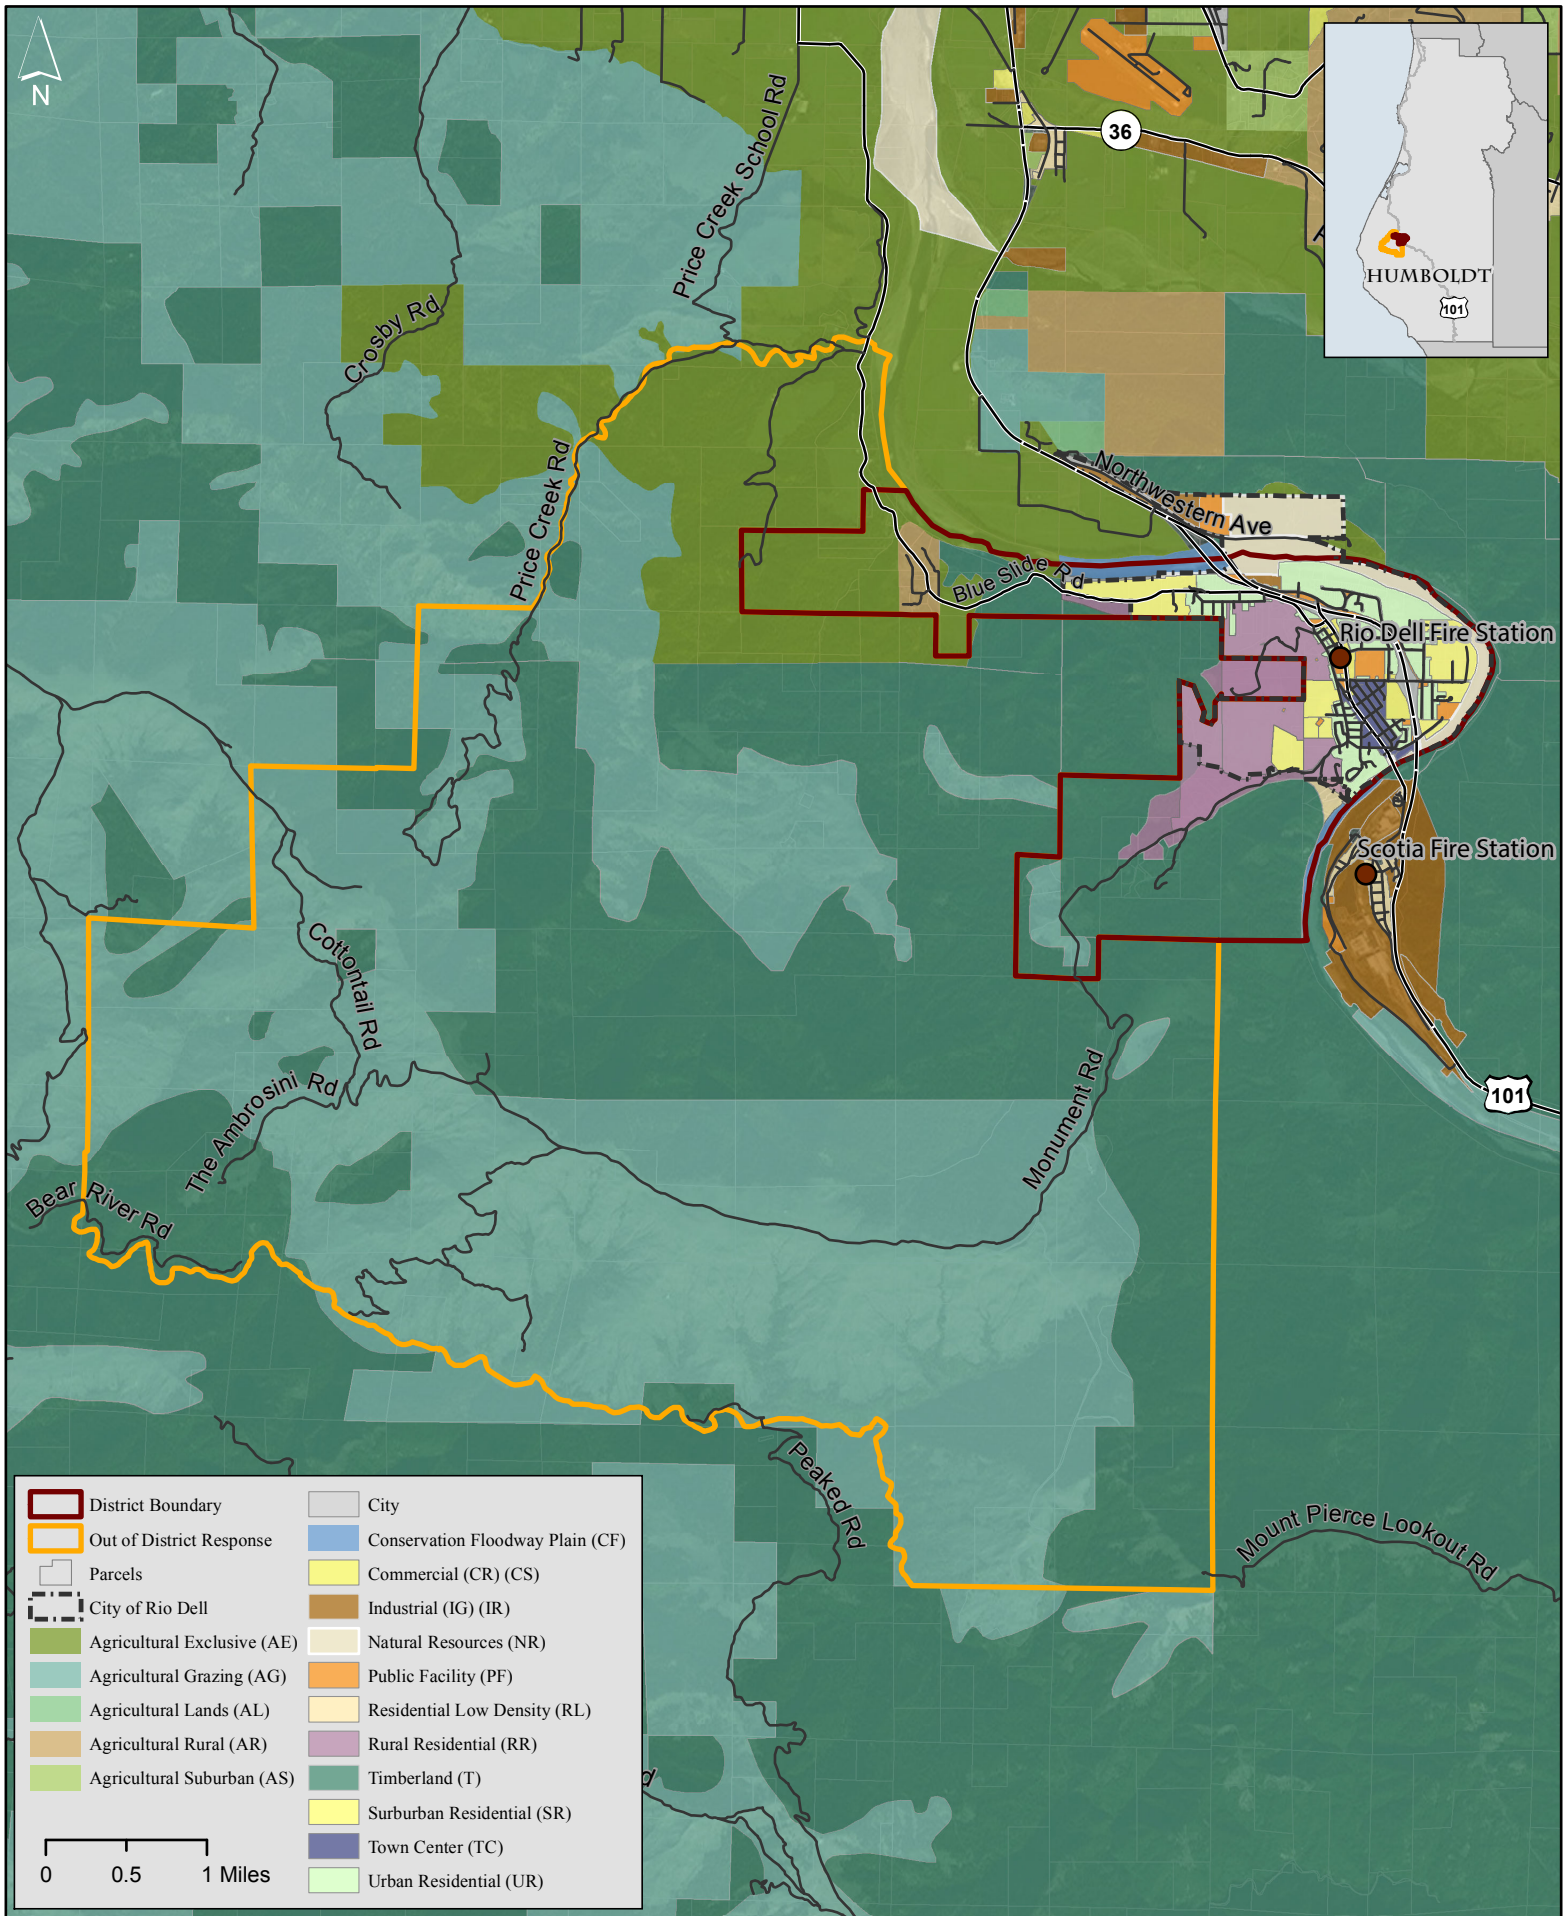 N
Price Creek School Rd
36
HUMBOLDT
101
Crosby Rd
Price Creek Rd
Northwestern Ave
Blue Slide Rd
Rio Dell Fire Station
Scotia Fire Station
Cottontail Rd
The Ambrosini Rd
Bear River Rd
Monument Rd
101
Peaked Rd
Mount Pierce Lookout Rd
District Boundary
Out of District Response
Parcels
City of Rio Dell
Agricultural Exclusive (AE)
Agricultural Grazing (AG)
Agricultural Lands (AL)
Agricultural Rural (AR)
Agricultural Suburban (AS)
City
Conservation Floodway Plain (CF)
Commercial (CR) (CS)
Industrial (IG) (IR)
Natural Resources (NR)
Public Facility (PF)
Residential Low Density (RL)
Rural Residential (RR)
Timberland (T)
Surburban Residential (SR)
Town Center (TC)
Urban Residential (UR)
0 0.5 1 Miles